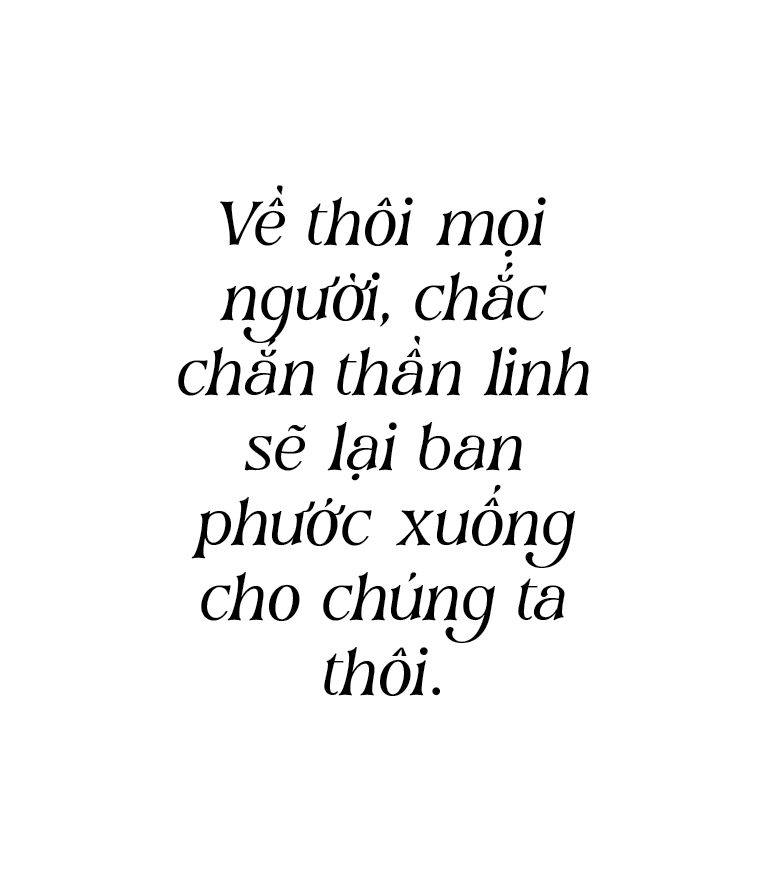 Về thôi mọi
người, chắc
chắn thần linh
sẽ lại ban
phước xuống
cho chúng ta
thôi.